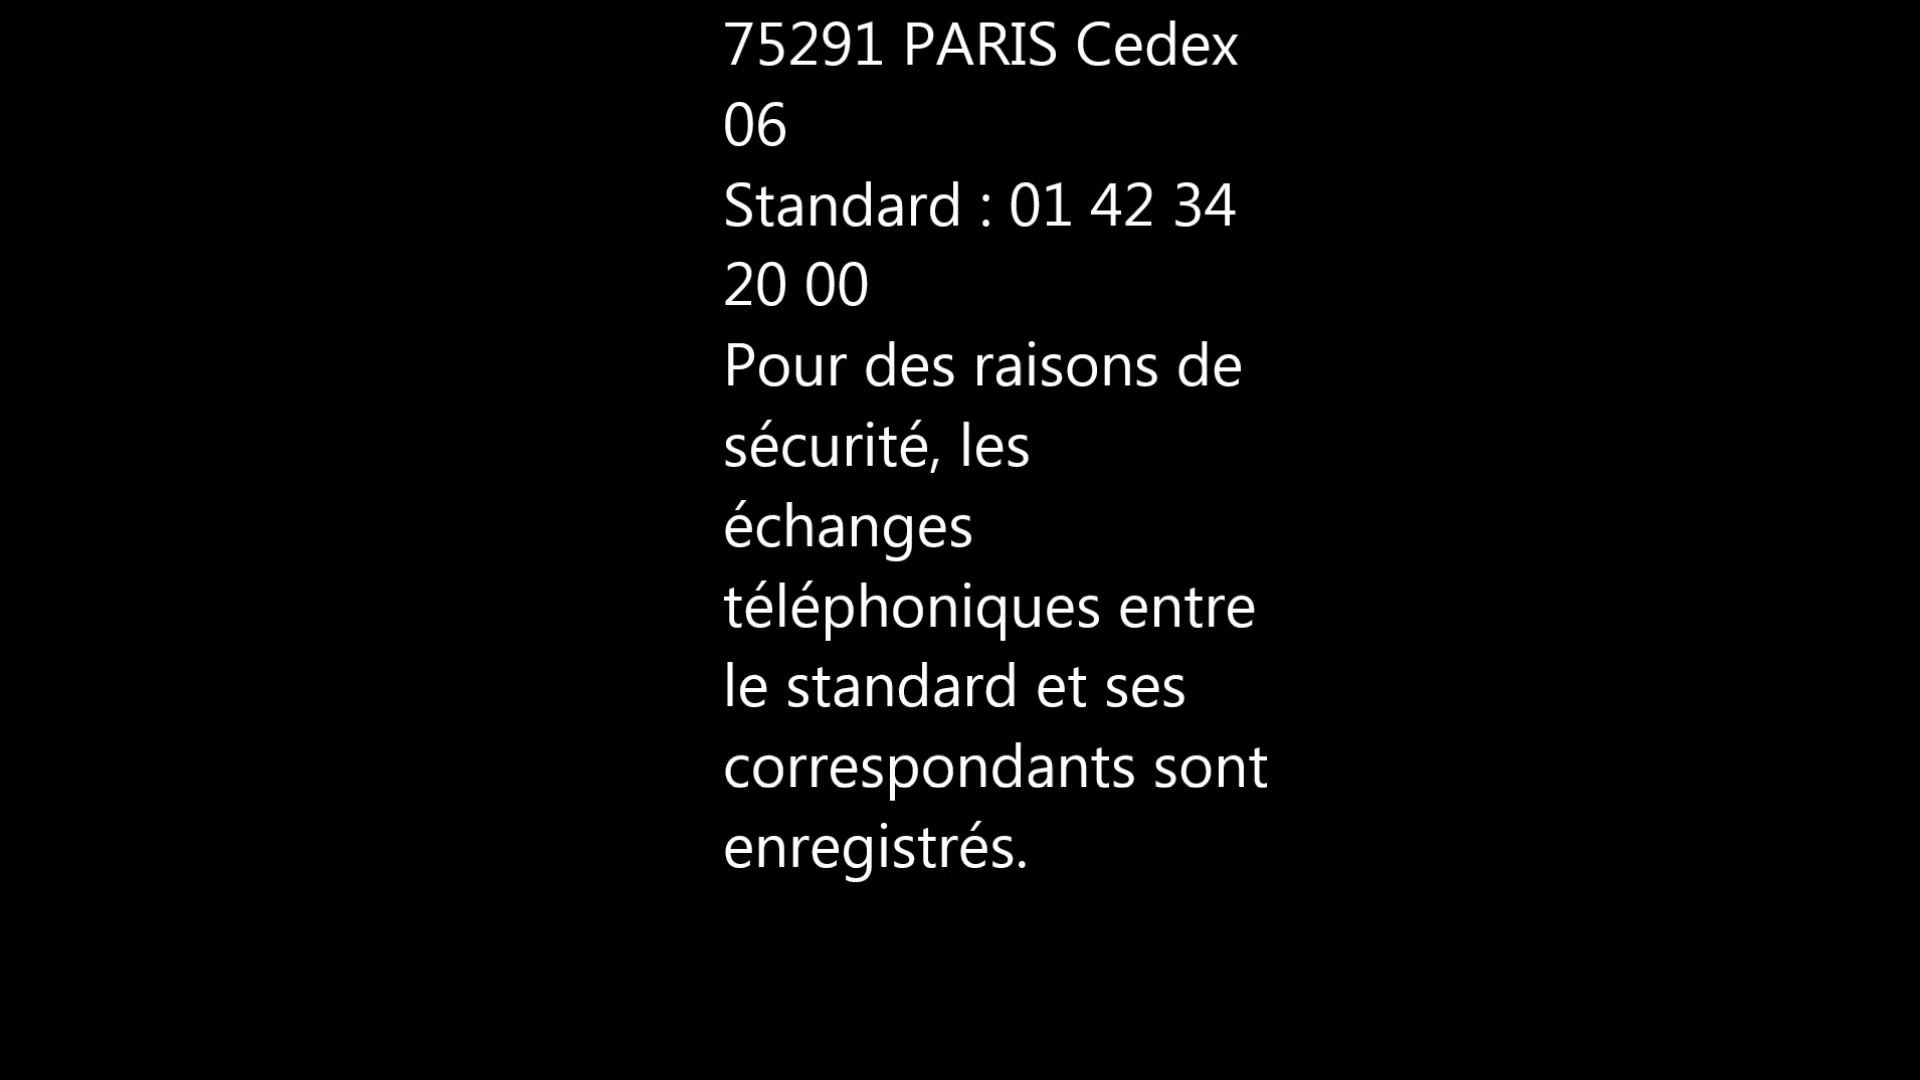 75291 PARIS Cedex
06
Standard : 01 42 34
20 00
Pour des raisons de
sécurité, les
échanges
téléphoniques entre
le standard et ses
correspondants sont
enregistrés.